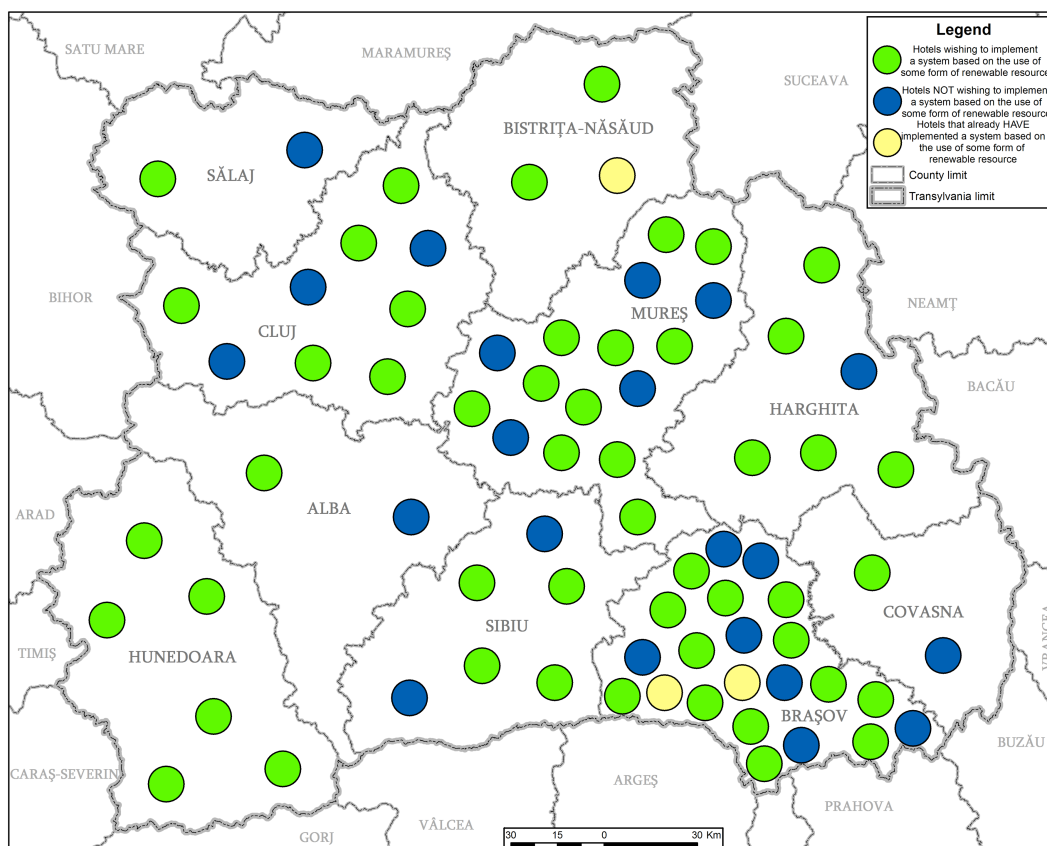 SATU MARE
MARAMUREȘ
SUCEAVA
Legend
Hotels wishing to implement
a system based on the use of
some form of renewable resource
Hotels NOT wishing to implement
a system based on the use of
some form of renewable resource
Hotels that already HAVE
implemented a system based on
the use of some form of
renewable resource
County limit
Transylvania limit
BISTRIȚA-NĂSĂUD
SĂLAJ
BIHOR
NEAMȚ
MUREȘ
CLUJ
BACĂU
HARGHITA
ALBA
ARAD
COVASNA
SIBIU
VRANCEA
TIMIȘ
HUNEDOARA
BRAȘOV
BUZĂU
CARAȘ-SEVERIN
ARGEȘ
PRAHOVA
VÂLCEA
GORJ
30 15 0 30 Km